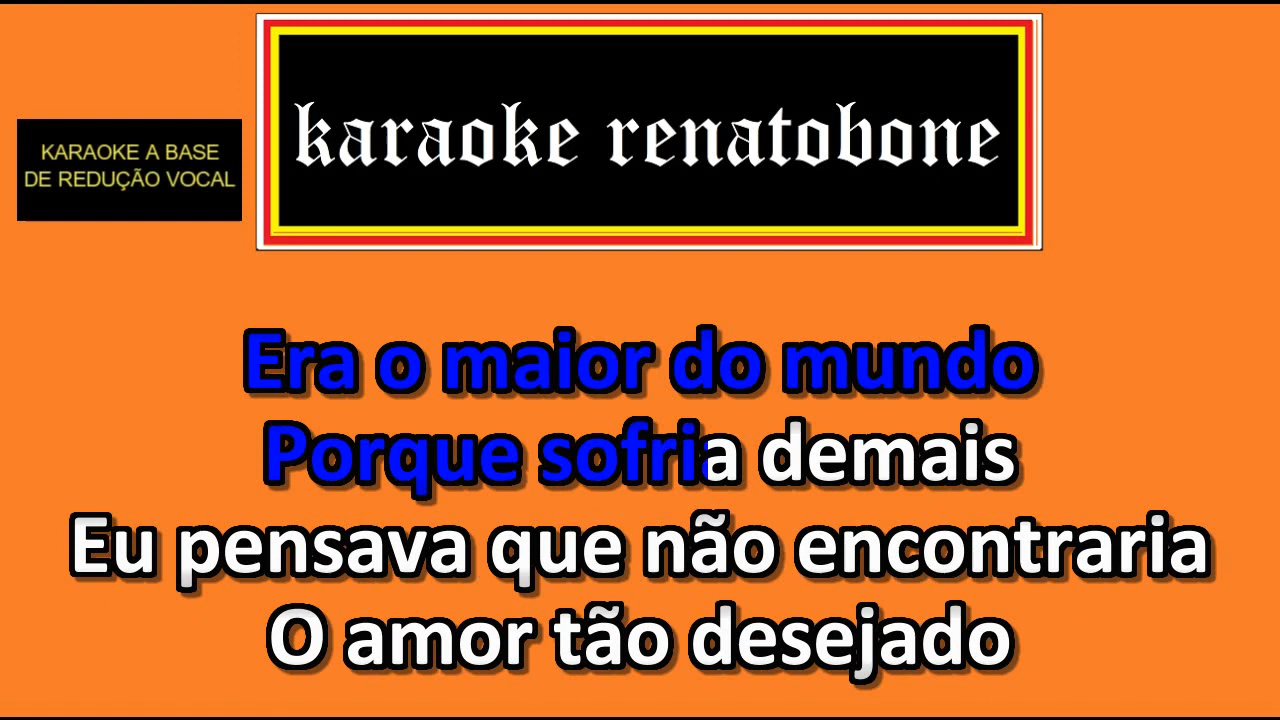 karaoke renatobone
KARAOKE A BASE
DE REDUÇÃO VOCAL
Era o maior do mundo
Porque sofria demais
Eu pensava que não encontraria
O amor tão desejado